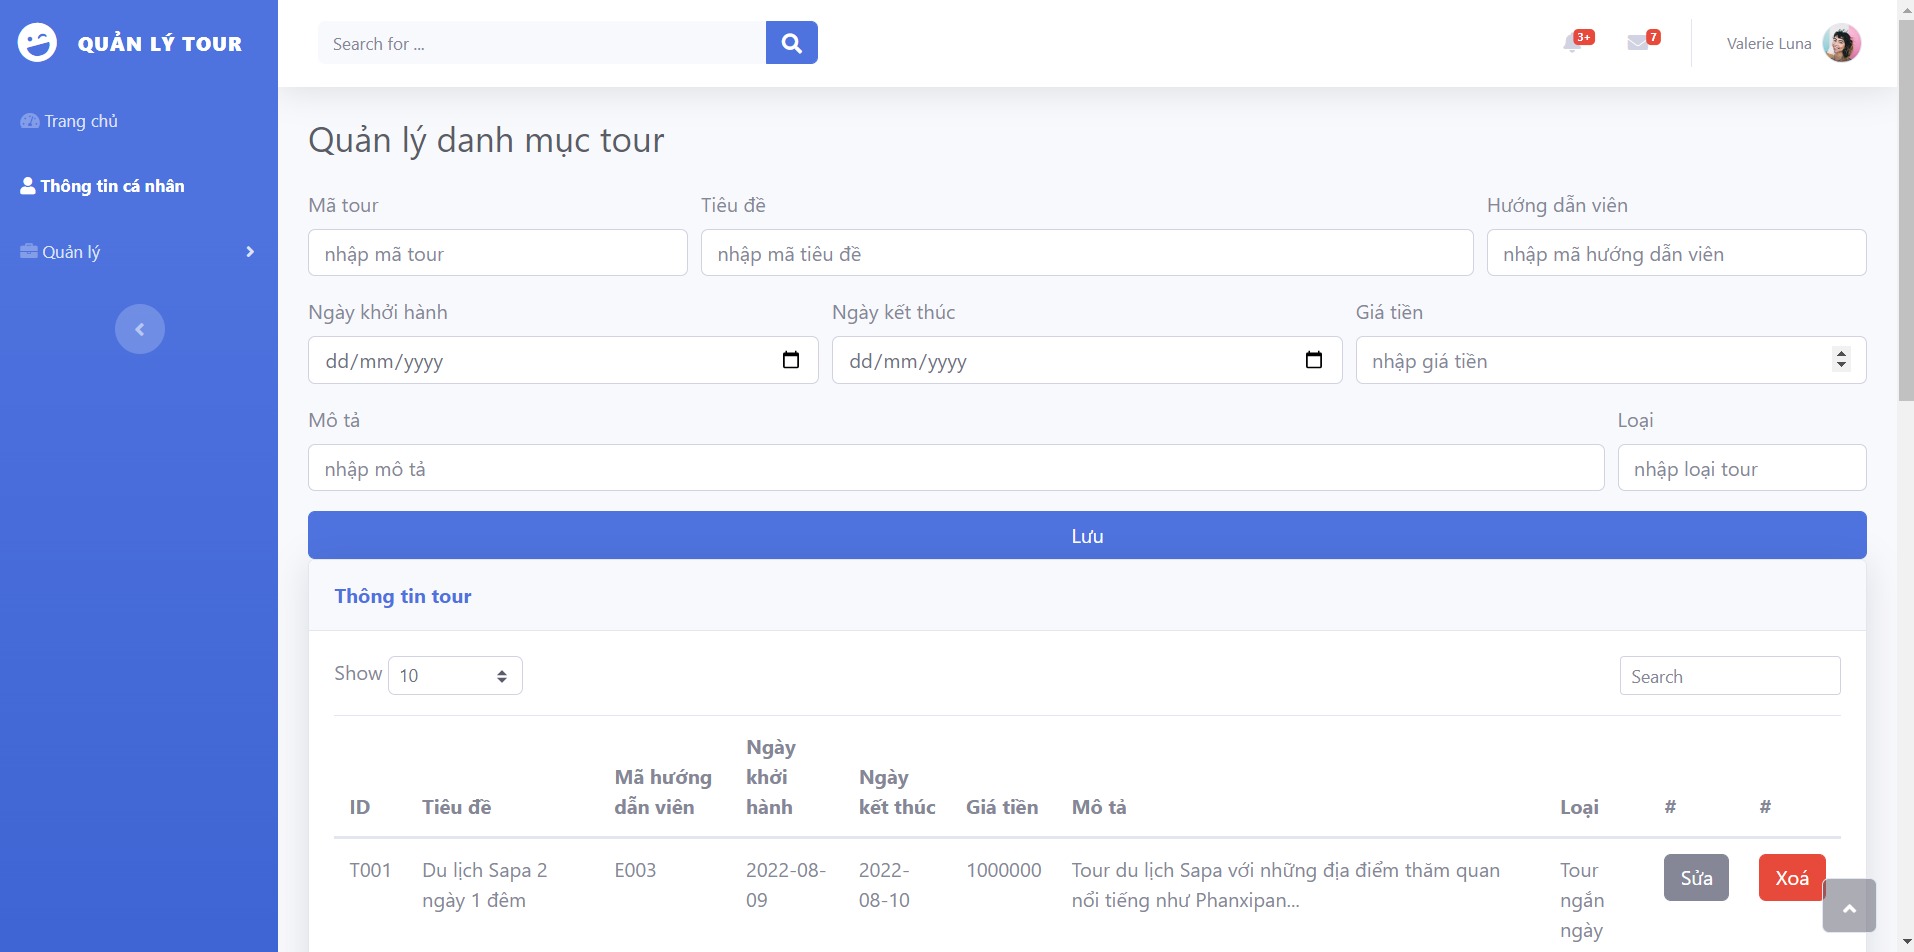 QUẢN LÝ TOUR
Search for ...
3+
7
Valerie Luna
Trang chủ
Thông tin cá nhân
Quản lý
Quản lý danh mục tour
Mã tour
Tiêu đề
Hướng dẫn viên
nhập mã tour
nhập mã tiêu đề
nhập mã hướng dẫn viên
Ngày khởi hành
Ngày kết thúc
Giá tiền
dd/mm/yyyy
dd/mm/yyyy
nhập giá tiền
Mô tả
Loại
nhập mô tả
nhập loại tour
Lưu
Thông tin tour
Show 10
Search
ID
Tiêu đề
Mã hướng
dẫn viên
Ngày
khởi
hành
Ngày
kết thúc
Giá tiền
Mô tả
Loại
#
#
T001
Du lịch Sapa 2
ngày 1 đêm
E003
2022-08-
09
2022-
08-10
1000000
Tour du lịch Sapa với những địa điểm thăm quan
nổi tiếng như Phanxipan...
Tour
ngắn
ngày
Sửa
Xoá